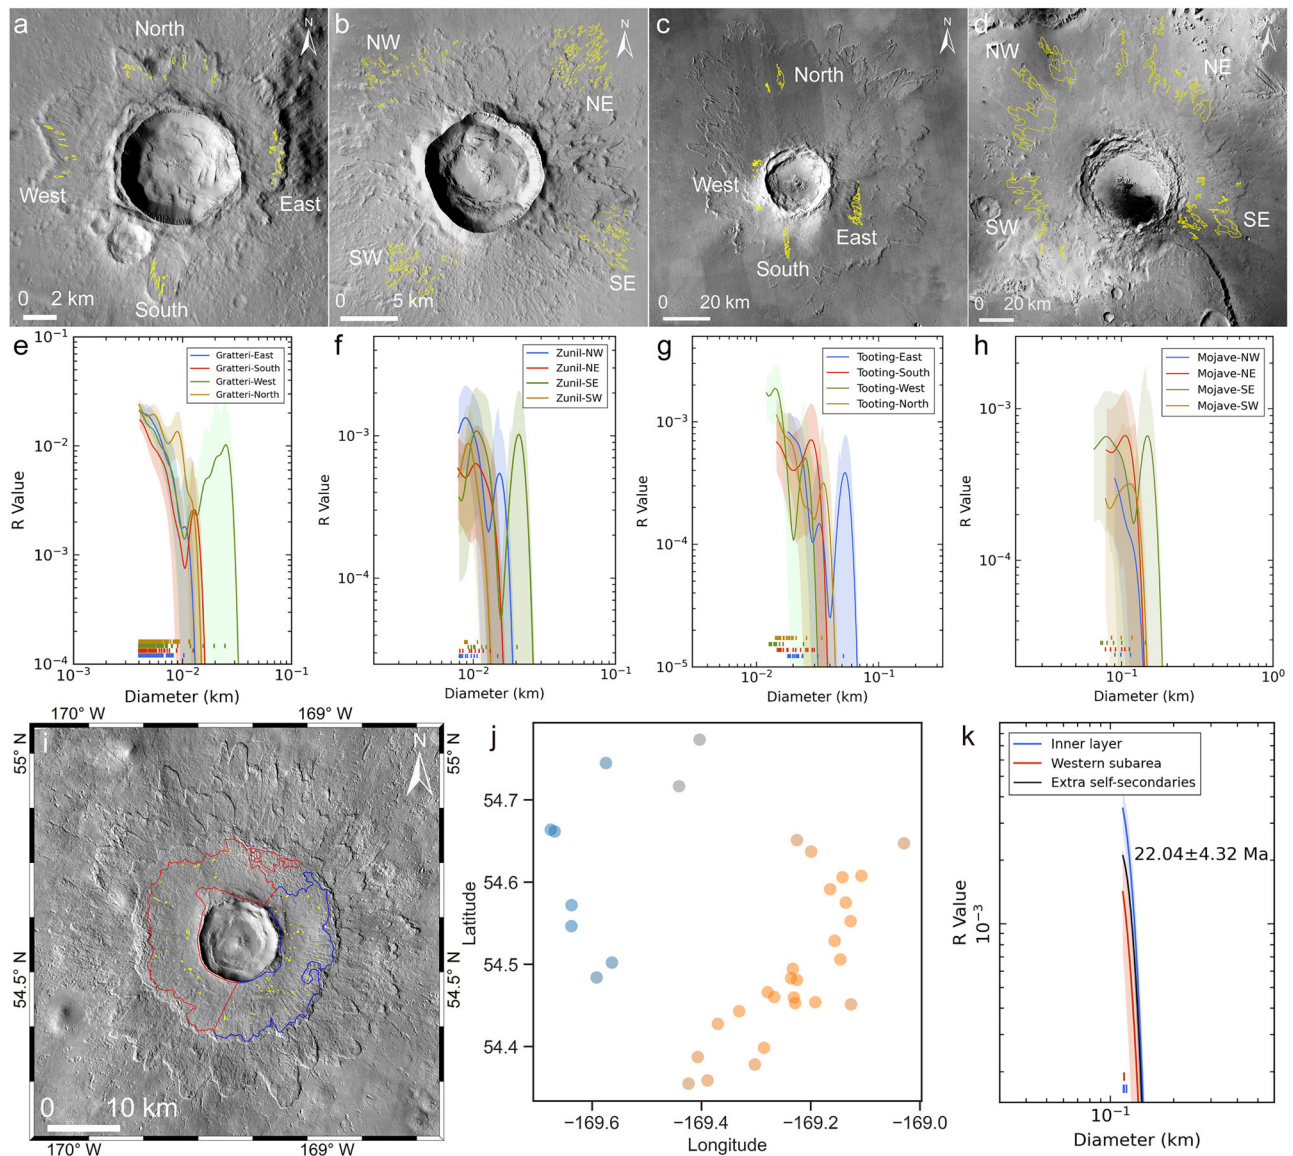 a
N
North
West
East
South
0 2 km
b
N
NW
NE
SW
SE
0 5 km
c
N
North
West
East
South
0 20 km
d
N
NW
NE
SW
SE
0 20 km
e
Gratteri-East
Gratteri-South
Gratteri-West
Gratteri-North
R Value
10⁻¹
10⁻²
10⁻³
10⁻⁴
10⁻³ 10⁻² 10⁻¹
Diameter (km)
f
Zunil-NW
Zunil-NE
Zunil-SE
Zunil-SW
R Value
10⁻³
10⁻⁴
10⁻² 10⁻¹
Diameter (km)
g
Tooting-East
Tooting-South
Tooting-West
Tooting-North
R Value
10⁻³
10⁻⁴
10⁻⁵
10⁻² 10⁻¹
Diameter (km)
h
Mojave-NW
Mojave-NE
Mojave-SE
Mojave-SW
R Value
10⁻³
10⁻⁴
10⁻¹ 10⁰
Diameter (km)
170° W 169° W
i
N
55° N
54.5° N
55° N
54.5° N
0 10 km
170° W 169° W
j
Latitude
54.7
54.6
54.5
54.4
−169.6 −169.4 −169.2 −169.0
Longitude
k
Inner layer
Western subarea
Extra self-secondaries
22.04±4.32 Ma
R Value
10⁻³
10⁻¹
Diameter (km)